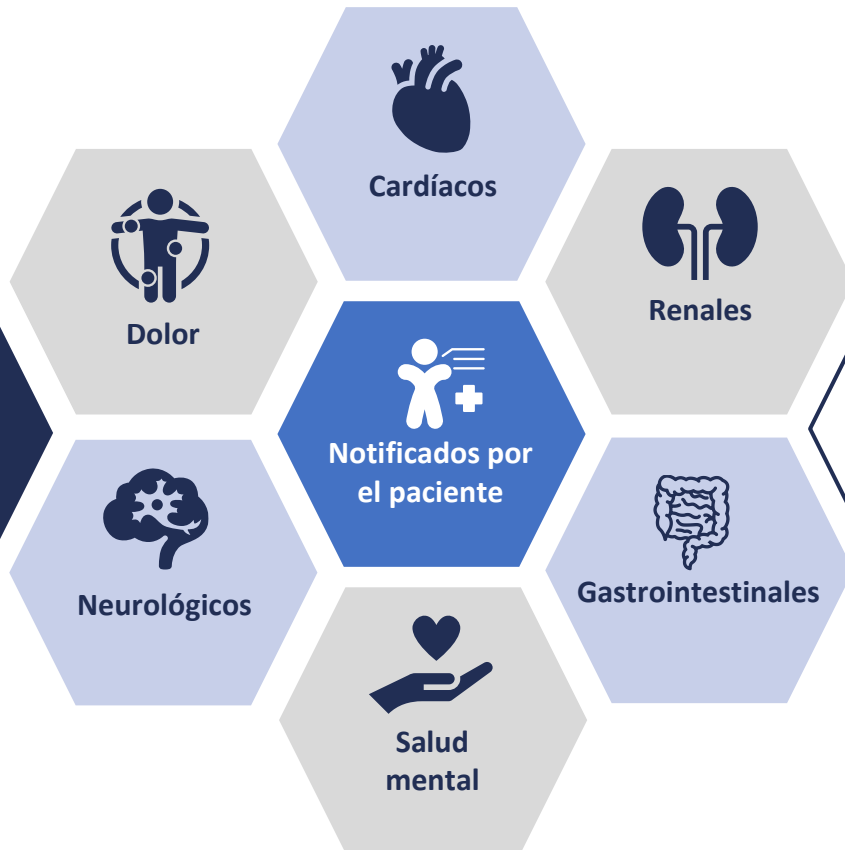 Cardíacos
Dolor
Renales
Notificados por
el paciente
Neurológicos
Gastrointestinales
Salud
mental